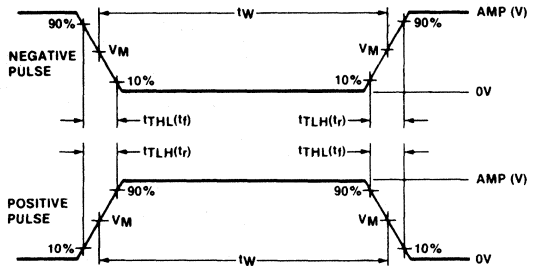 90% tW 90% AMP (V)
NEGATIVE PULSE VM VM
10% 10% 0V
tTHL(tf) tTLH(tr)
tTLH(tr) tTHL(tf)
AMP (V)
90% 90%
POSITIVE PULSE VM VM
10% tW 10% 0V